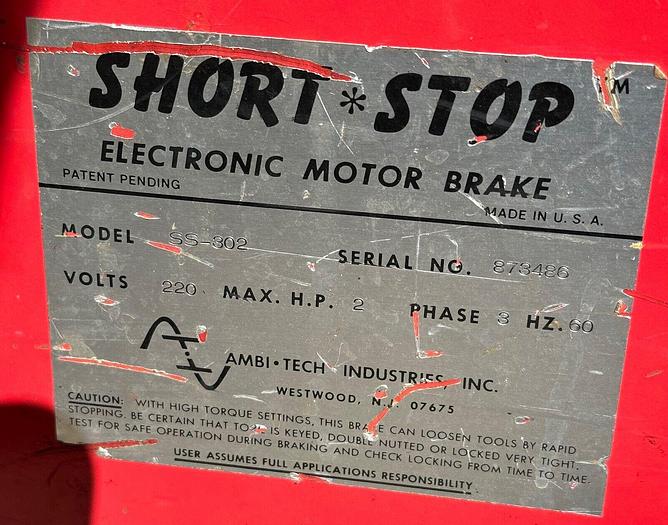 SHORT * STOP TM
ELECTRONIC MOTOR BRAKE
PATENT PENDING
MADE IN U. S. A.
MODEL SS-302
SERIAL NO. 873486
VOLTS 220 MAX. H.P. 2 PHASE 3 HZ. 60
AMBI•TECH INDUSTRIES INC.
WESTWOOD, N.J. 07675
CAUTION: WITH HIGH TORQUE SETTINGS, THIS BRAKE CAN LOOSEN TOOLS BY RAPID
STOPPING. BE CERTAIN THAT TOOL IS KEYED, DOUBLE NUTTED OR LOCKED VERY TIGHT.
TEST FOR SAFE OPERATION DURING BRAKING AND CHECK LOCKING FROM TIME TO TIME.
USER ASSUMES FULL APPLICATIONS RESPONSIBILITY